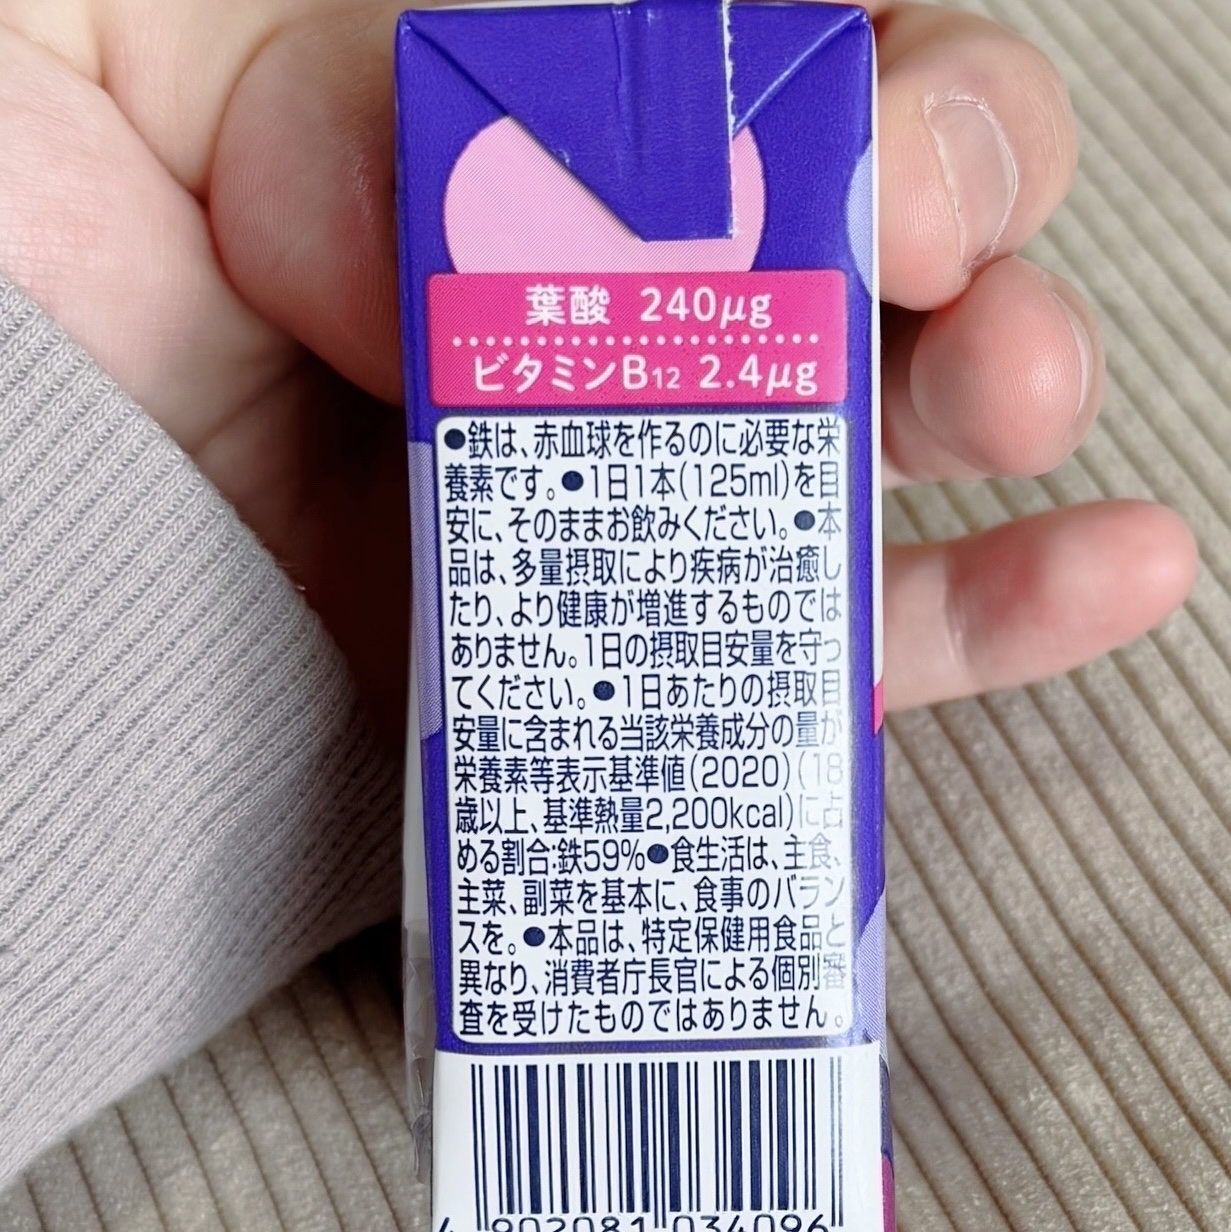 葉酸 240μg
ビタミンB12 2.4μg
●鉄は、赤血球を作るのに必要な栄
養素です。●1日1本(125ml)を目
安に、そのままお飲みください。●本
品は、多量摂取により疾病が治癒し
たり、より健康が増進するものでは
ありません。1日の摂取目安量を守っ
てください。●1日あたりの摂取目
安量に含まれる当該栄養成分の量が
栄養素等表示基準値(2020)(18
歳以上、基準熱量2,200kcal)に占
める割合:鉄59%●食生活は、主食、
主菜、副菜を基本に、食事のバラン
スを。●本品は、特定保健用食品と
異なり、消費者庁長官による個別審
査を受けたものではありません。
4 902081 034096